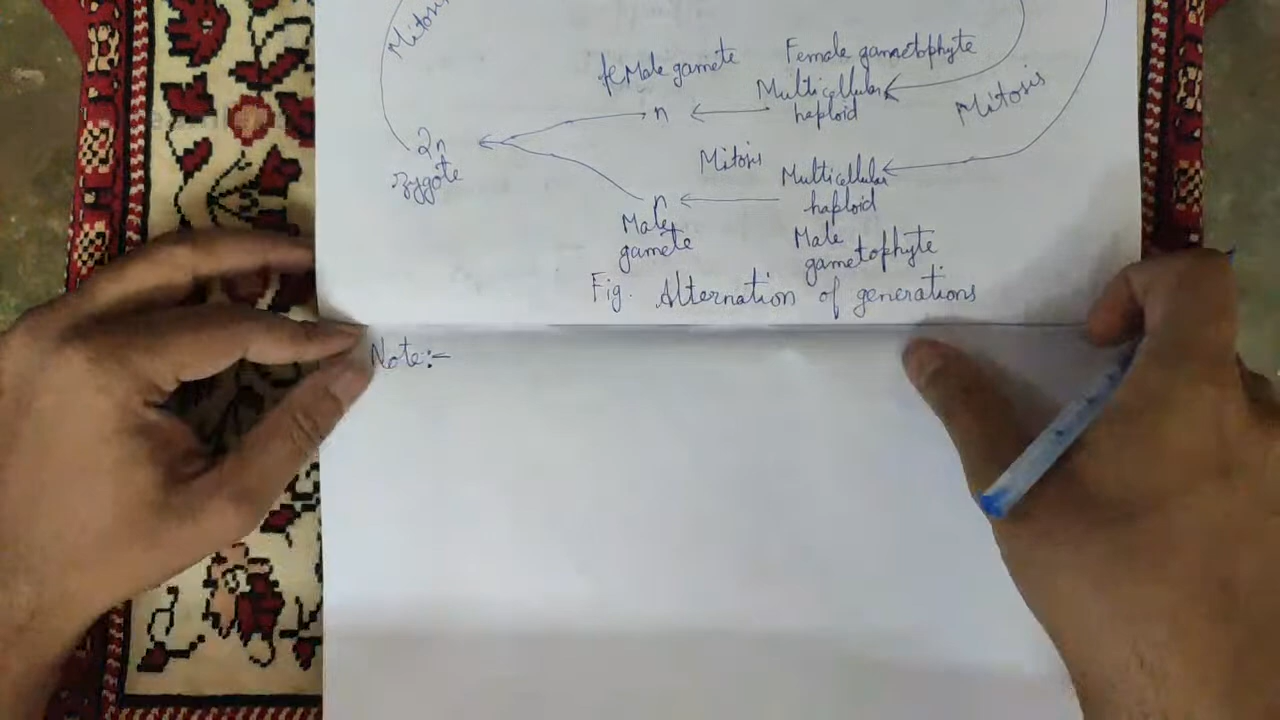 Mitosis
female gamete
Female gametophyte
Multicellular
haploid
n
Mitosis
2n
zygote
Mitosis
Multicellular
haploid
n
Male
gamete
Male
gametophyte
Fig. Alternation of generations
Note:-